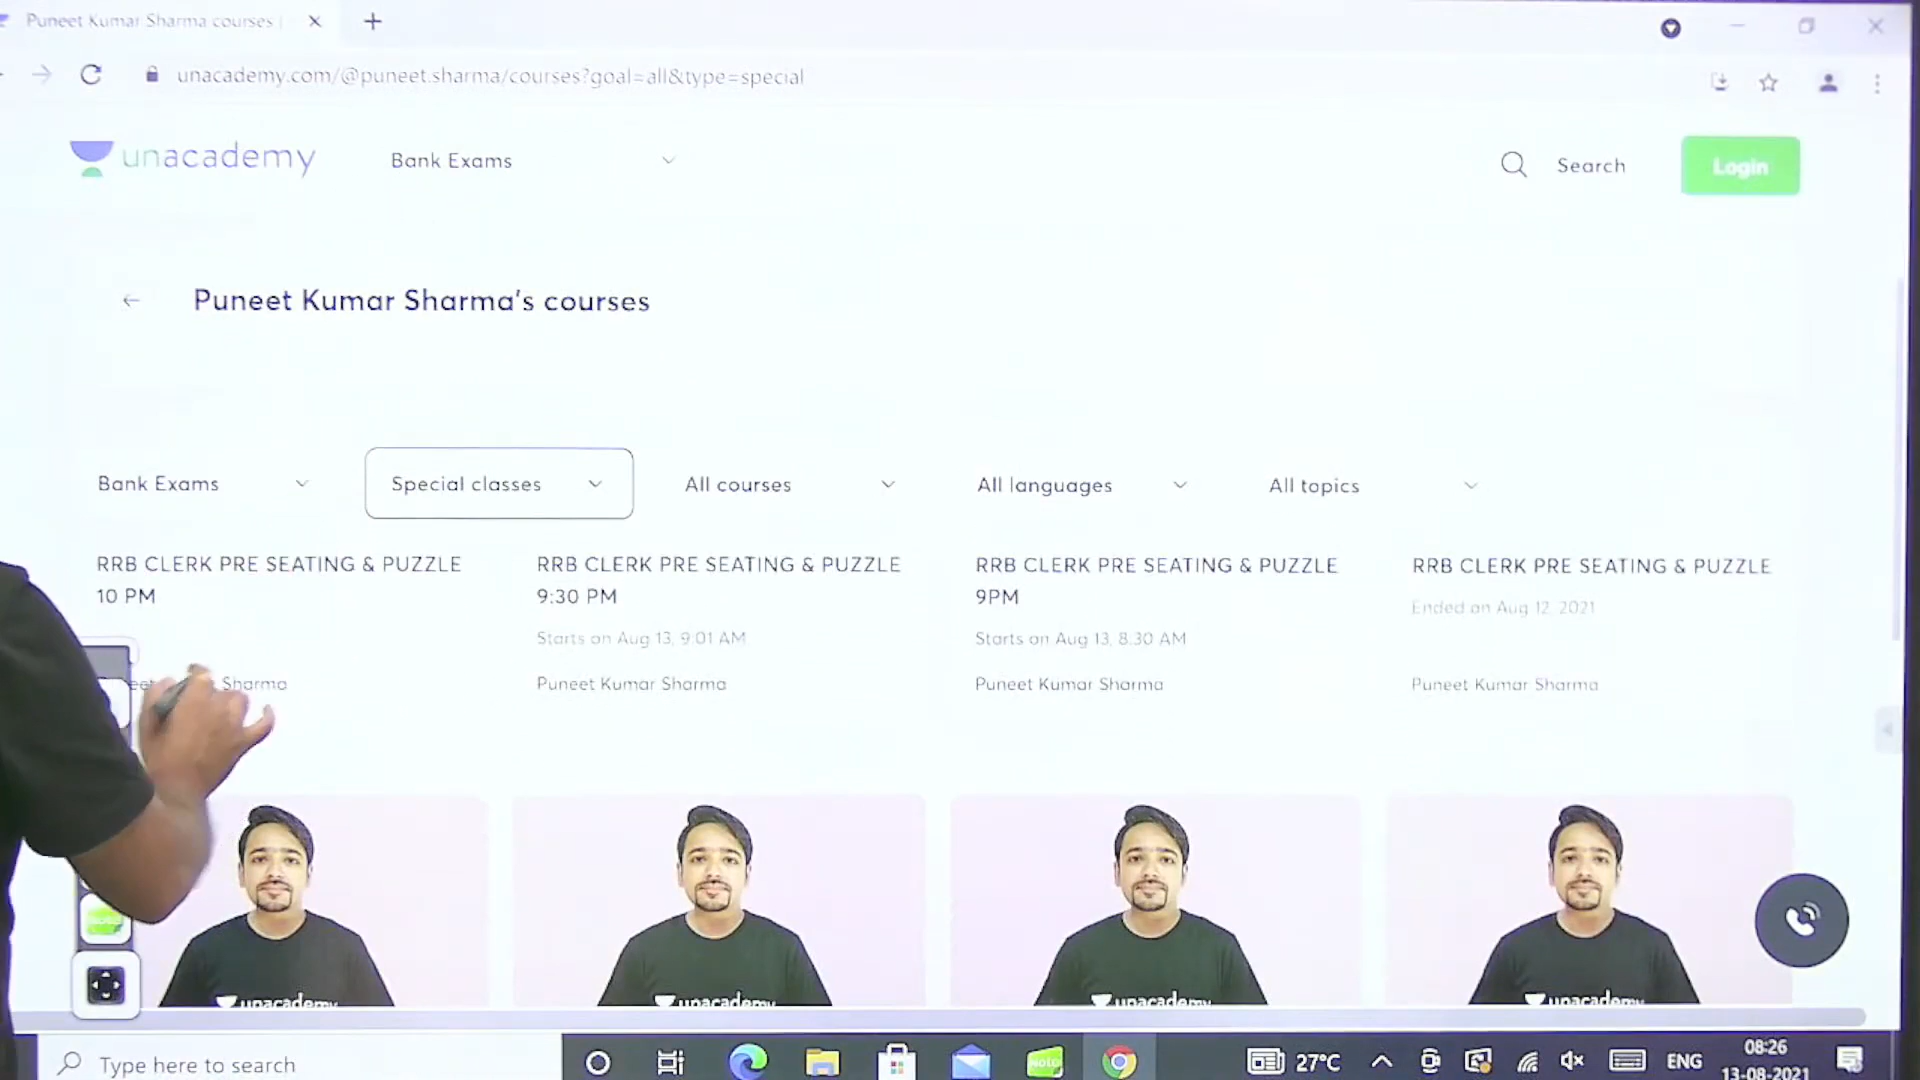 Puneet Kumar Sharma courses |
unacademy.com/@puneet.sharma/courses?goal=all&type=special
unacademy
Bank Exams
Search
Login
Puneet Kumar Sharma's courses
Bank Exams
Special classes
All courses
All languages
All topics
RRB CLERK PRE SEATING & PUZZLE
10 PM
Sharma
RRB CLERK PRE SEATING & PUZZLE
9:30 PM
Starts on Aug 13, 9.01 AM
Puneet Kumar Sharma
RRB CLERK PRE SEATING & PUZZLE
9PM
Starts on Aug 13, 8.30 AM
Puneet Kumar Sharma
RRB CLERK PRE SEATING & PUZZLE
Ended on Aug 12, 2021
Puneet Kumar Sharma
unacademy
unacademy
unacademy
unacademy
Type here to search
27°C
ENG
08:26
13-08-2021